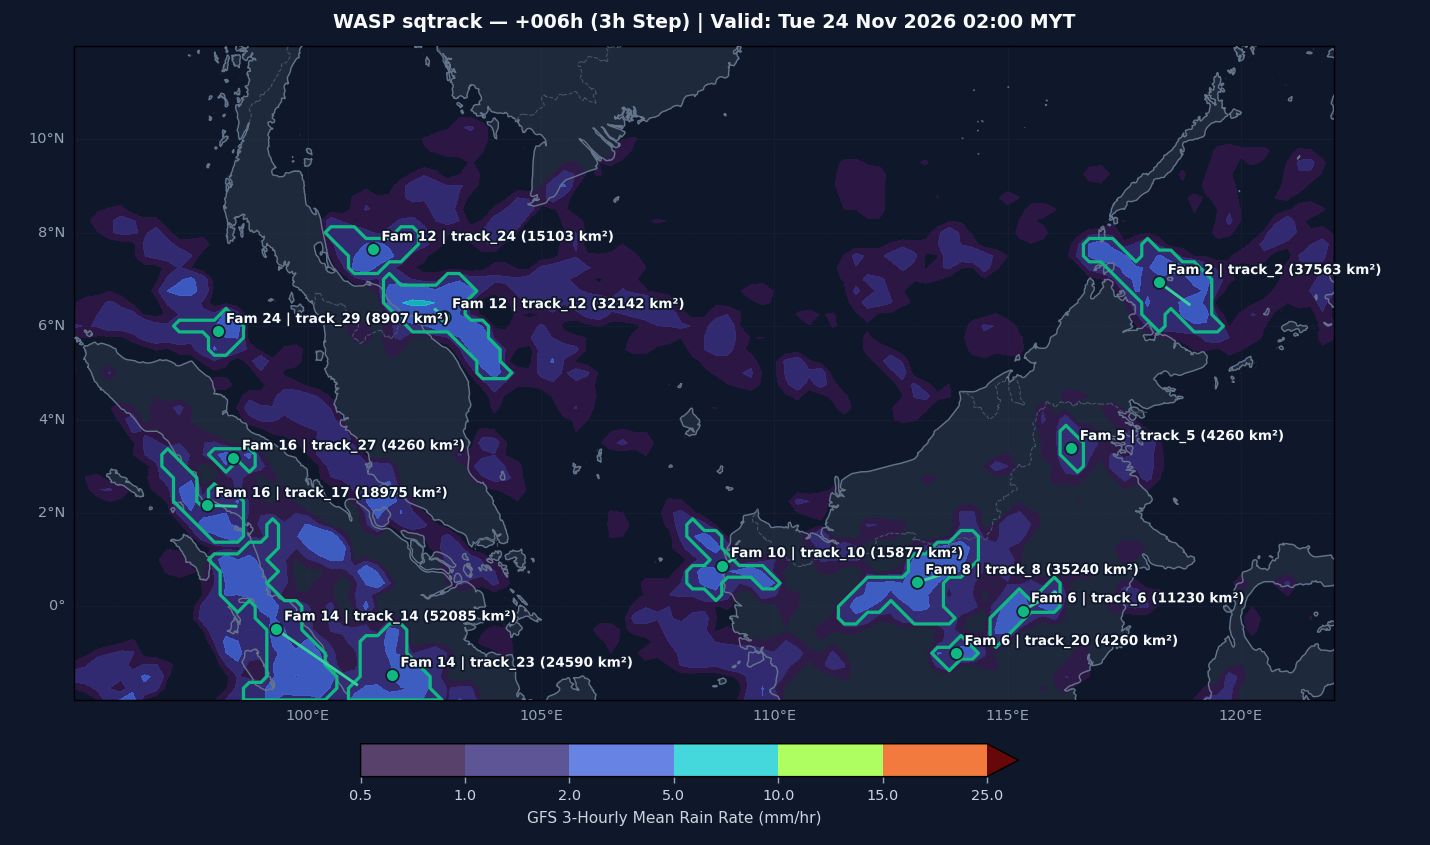 WASP sqtrack — +006h (3h Step) | Valid: Tue 24 Nov 2026 02:00 MYT
10°N
8°N
6°N
4°N
2°N
0°
Fam 12 | track_24 (15103 km²)
Fam 2 | track_2 (37563 km²)
Fam 12 | track_12 (32142 km²)
Fam 24 | track_29 (8907 km²)
Fam 5 | track_5 (4260 km²)
Fam 16 | track_27 (4260 km²)
Fam 16 | track_17 (18975 km²)
Fam 10 | track_10 (15877 km²)
Fam 8 | track_8 (35240 km²)
Fam 6 | track_6 (11230 km²)
Fam 14 | track_14 (52085 km²)
Fam 6 | track_20 (4260 km²)
Fam 14 | track_23 (24590 km²)
100°E 105°E 110°E 115°E 120°E
0.5 1.0 2.0 5.0 10.0 15.0 25.0
GFS 3-Hourly Mean Rain Rate (mm/hr)